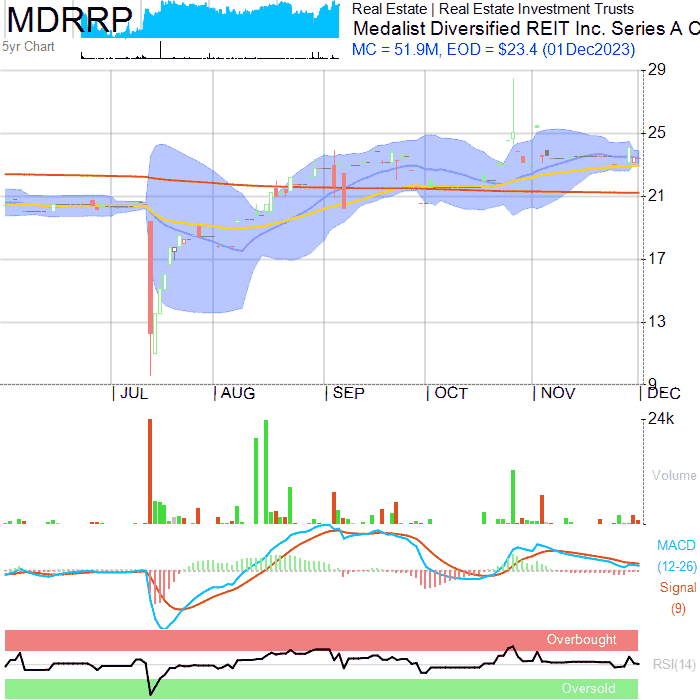 MDRRP
5yr Chart
Real Estate | Real Estate Investment Trusts
Medalist Diversified REIT Inc. Series A C
MC = 51.9M, EOD = $23.4 (01Dec2023)
29
25
21
17
13
9
JUL AUG SEP OCT NOV DEC
24k
Volume
MACD
(12-26)
Signal
(9)
Overbought
RSI(14)
Oversold